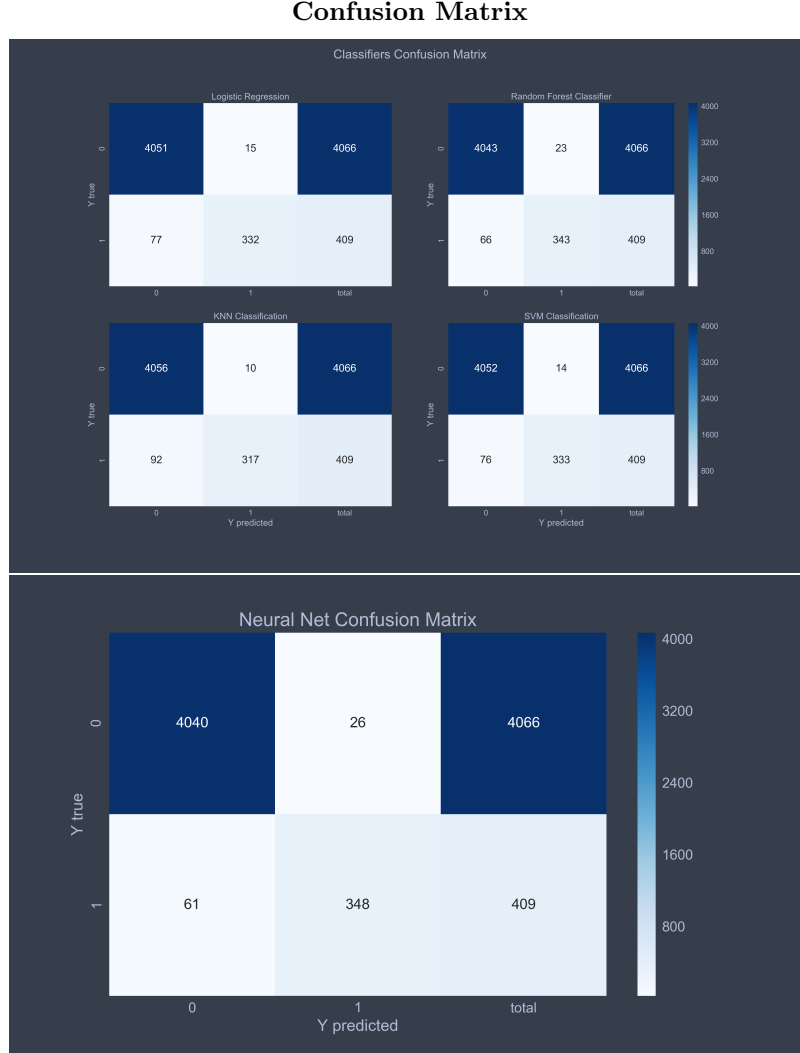 Confusion Matrix
Classifiers Confusion Matrix
Logistic Regression
Random Forest Classifier
4051 15 4066
77 332 409
0 1 total
Y true
0
1
4043 23 4066
66 343 409
0 1 total
Y true
0
1
4000
3200
2400
1600
800
KNN Classification
SVM Classification
4056 10 4066
92 317 409
0 1 total
Y predicted
Y true
0
1
4052 14 4066
76 333 409
0 1 total
Y predicted
Y true
0
1
4000
3200
2400
1600
800
Neural Net Confusion Matrix
4040 26 4066
61 348 409
0 1 total
Y predicted
Y true
0
1
4000
3200
2400
1600
800